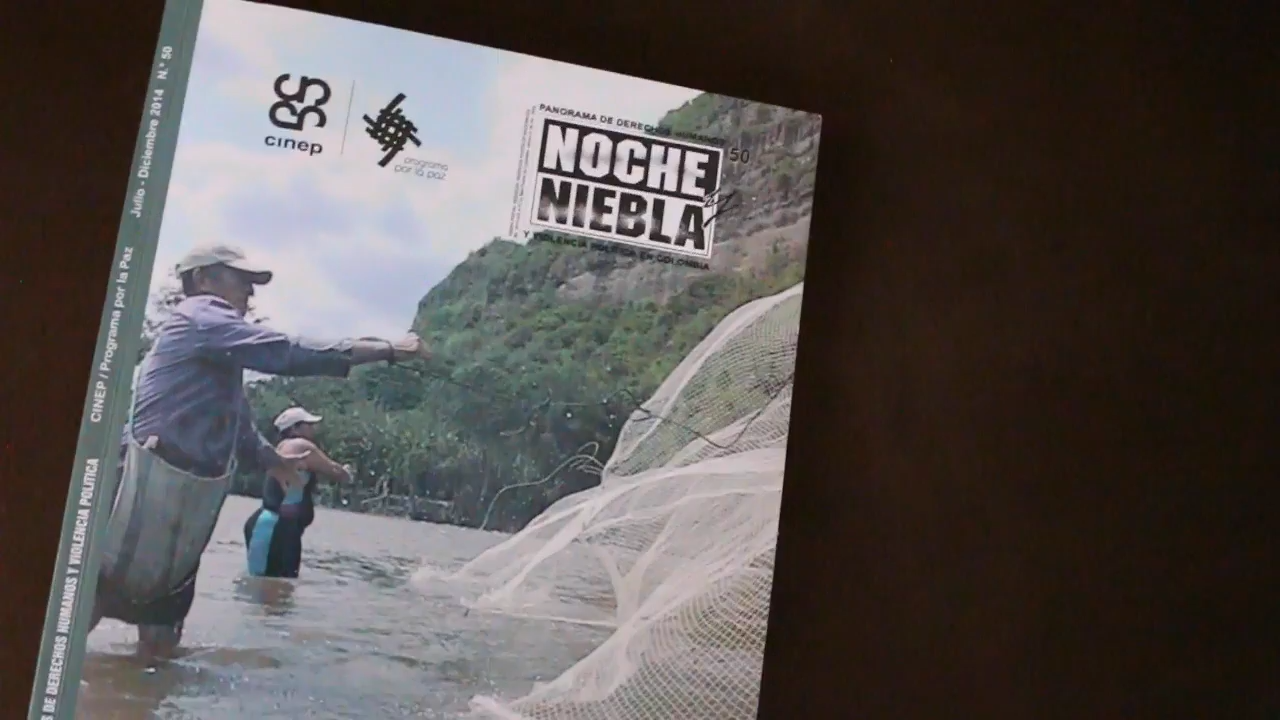 cinep
programa
por la paz
PANORAMA DE DERECHOS HUMANOS
NOCHE
y
NIEBLA
50
Y VIOLENCIA POLÍTICA EN COLOMBIA
DE DERECHOS HUMANOS Y VIOLENCIA POLÍTICA CINEP / Programa por la Paz Julio - Diciembre 2014 N.° 50